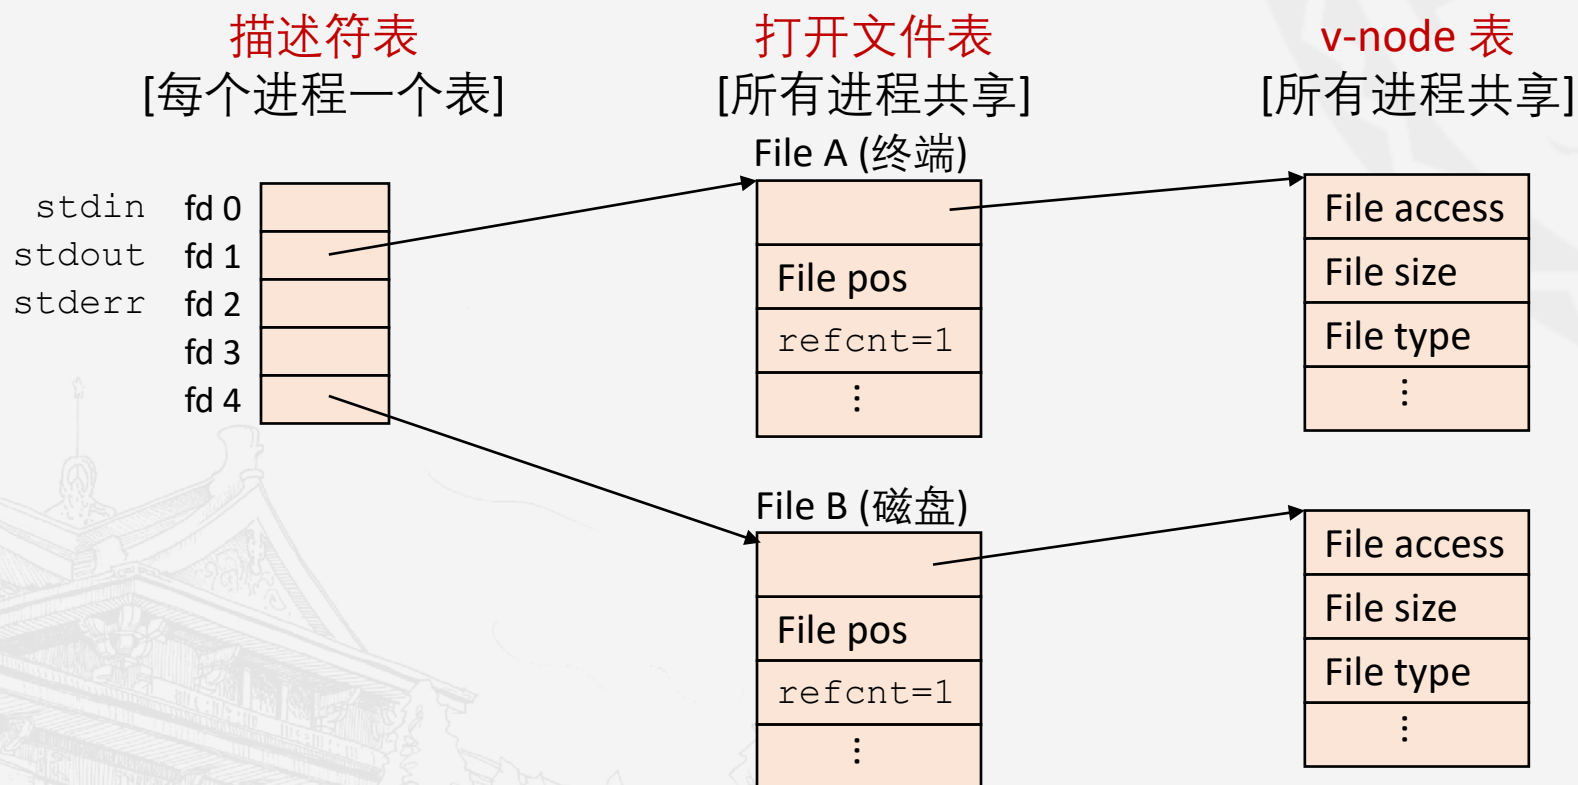 描述符表
[每个进程一个表]
打开文件表
[所有进程共享]
v-node 表
[所有进程共享]
stdin fd 0
stdout fd 1
stderr fd 2
fd 3
fd 4
File A (终端)
File pos
refcnt=1
⋮
File access
File size
File type
⋮
File B (磁盘)
File pos
refcnt=1
⋮
File access
File size
File type
⋮